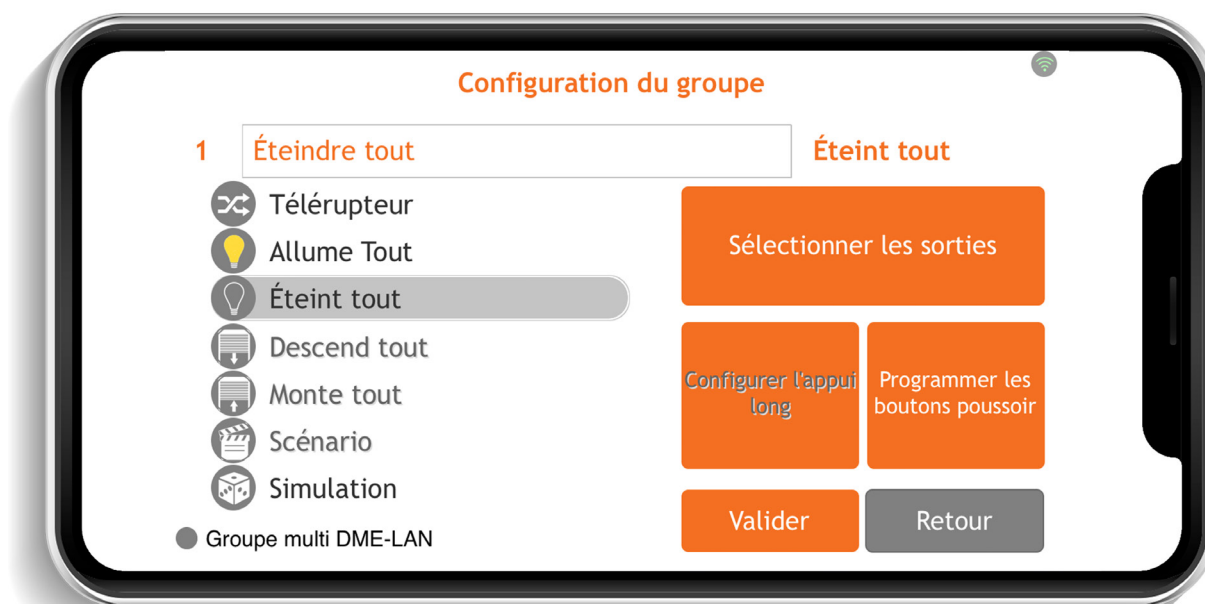 Configuration du groupe
1 Éteindre tout Éteint tout
Télérupteur
Allume Tout
Éteint tout
Descend tout
Monte tout
Scénario
Simulation
Groupe multi DME-LAN
Sélectionner les sorties
Configurer l'appui
long
Programmer les
boutons poussoir
Valider
Retour